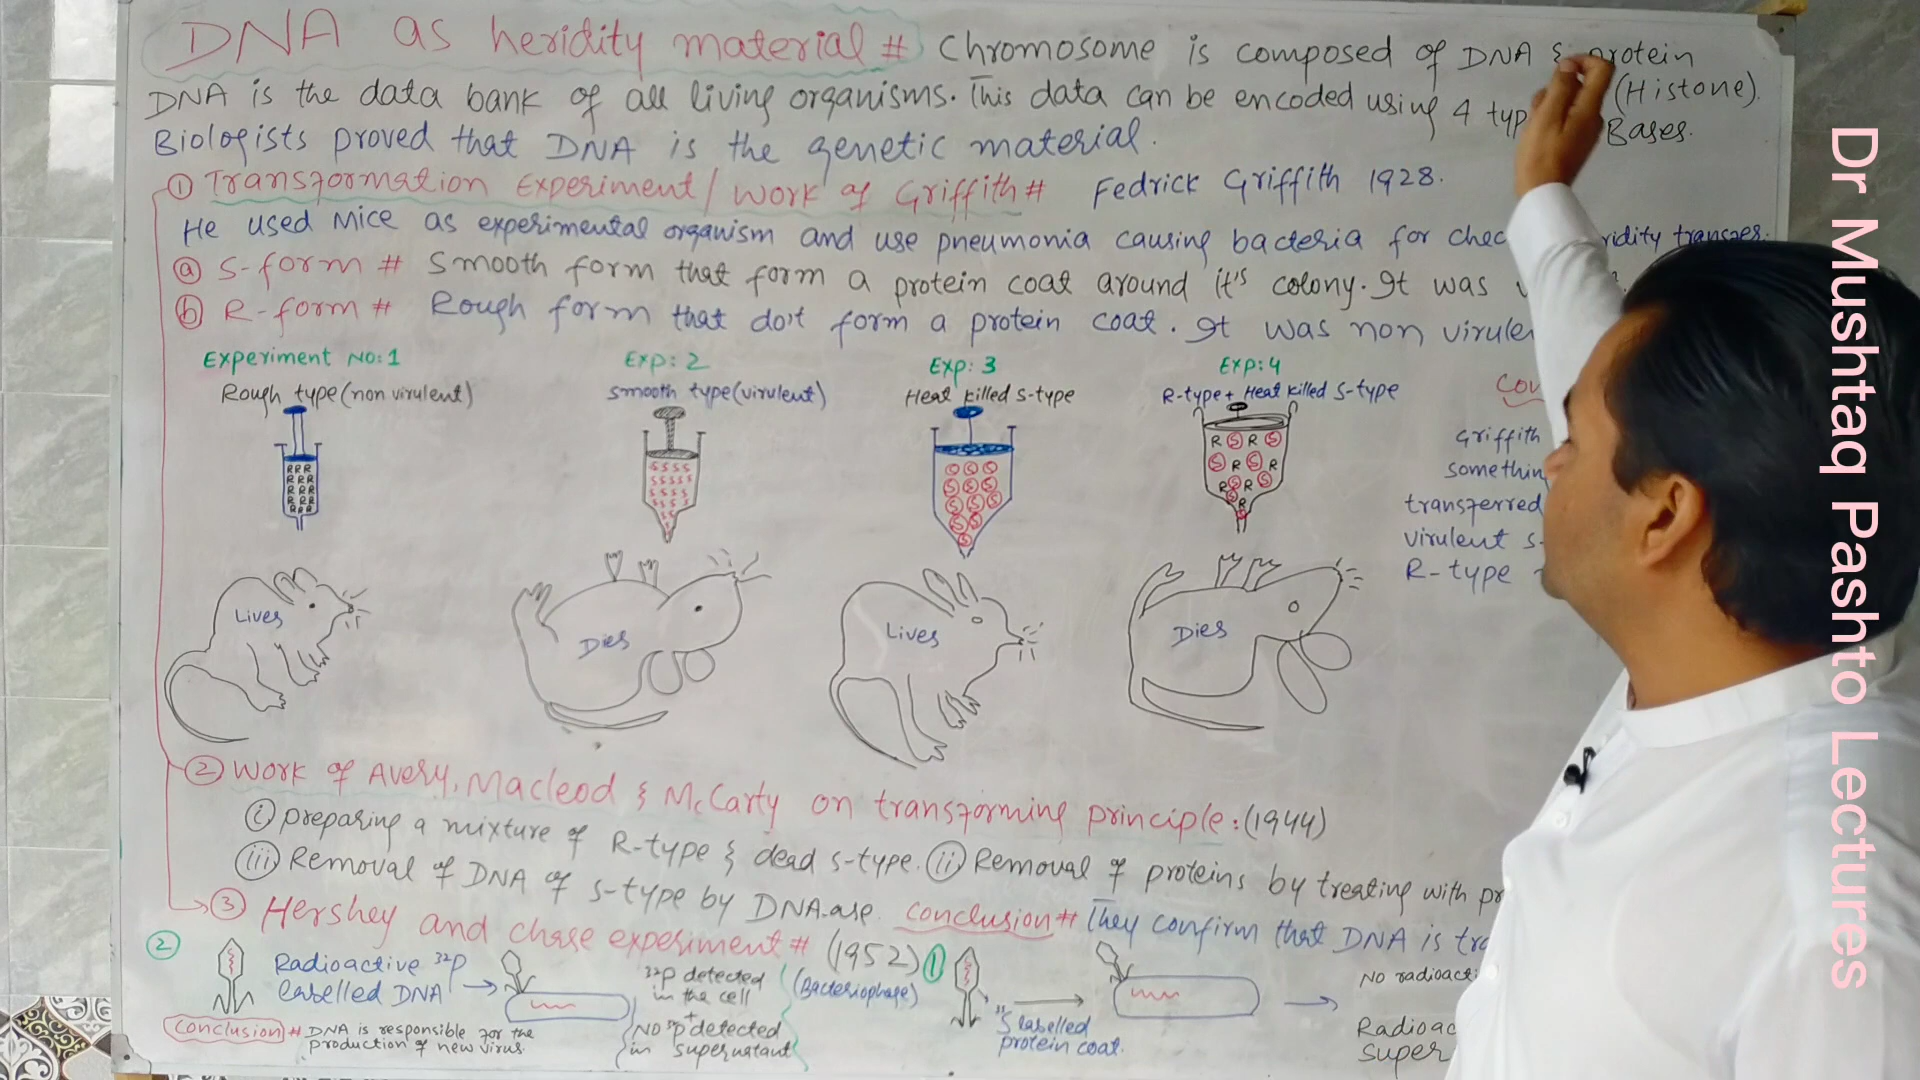 DNA as heridity material # Chromosome is composed of DNA & protein
(Histone).
DNA is the data bank of all living organisms. This data can be encoded using 4 typ Bases.
Biologists proved that DNA is the genetic material.
① Transformation Experiment/ Work of Griffith # Fedrick Griffith 1928.
He used Mice as experimental organism and use pneumonia causing bacteria for chec ridity transfer.
ⓐ S-form # Smooth form that form a protein coat around it's colony. It was
ⓑ R-form # Rough form that don't form a protein coat. It was non virulen
Experiment No:1
Rough type (non virulent)
RRR
RRR
RRR
RRR
RRR
Lives
Exp: 2
Smooth type (virulent)
SSSS
Dies
Exp: 3
Heat killed S-type
S S S
Lives
Exp: 4
R-type + Heat killed S-type
R S R S
S R S R
Dies
Con
Griffith
somethin
transferred
virulent S-
R-type
② Work of Avery, Macleod & McCarty on transforming principle: (1944)
(i) preparing a mixture of R-type & dead S-type. (ii) Removal of proteins by treating with pr
(iii) Removal of DNA of S-type by DNA-ase. Conclusion # They confirm that DNA is tra
③ Hershey and chase experiment # (1952)
(Bacteriophage)
②
Radioactive 32P
labelled DNA
32P detected
in the cell
+
NO 32P detected
in supernatant
Conclusion # DNA is responsible for the
production of new virus.
①
35S labelled
protein coat.
NO radioacti
Radioac
super
Dr Mushtaq Pashto Lectures